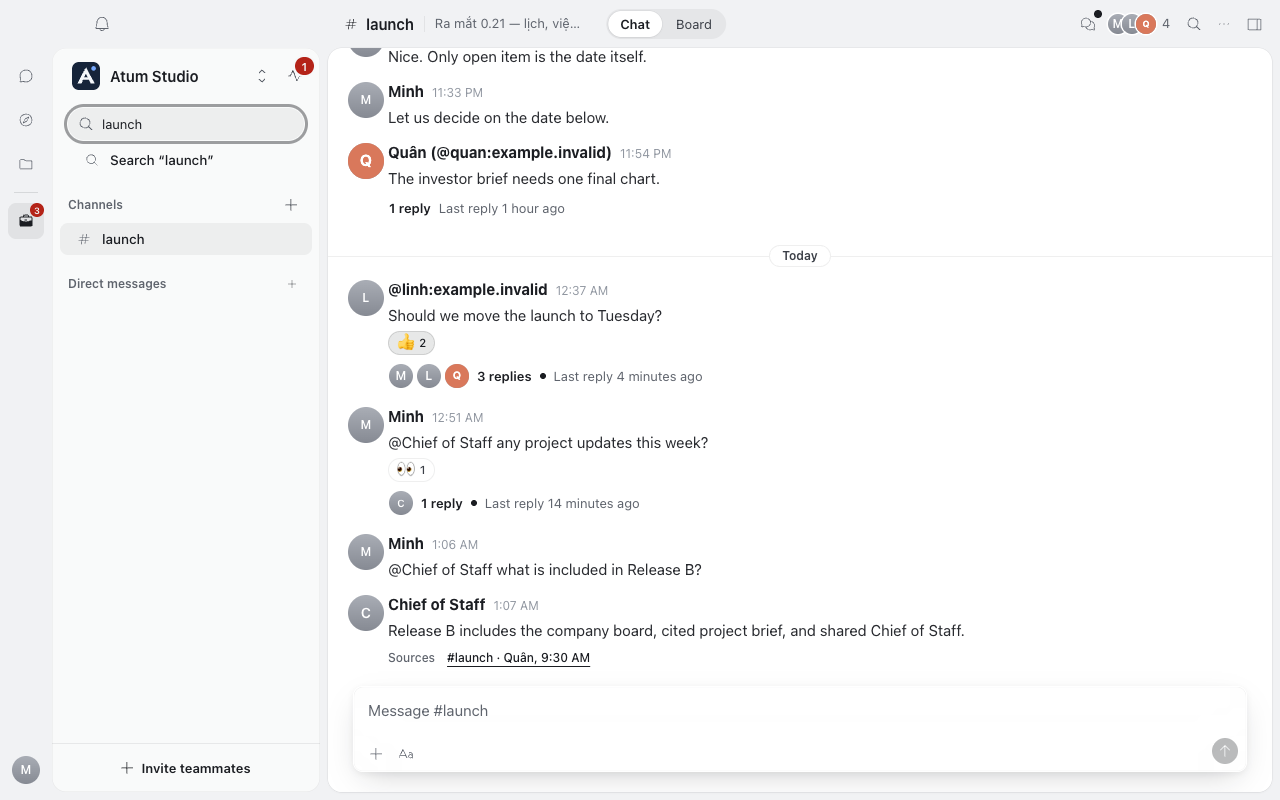 # launch
Ra mắt 0.21 — lịch, việ…
Chat
Board
M
L
Q
4
Atum Studio
1
launch
Search “launch”
Channels
# launch
Direct messages
3
Invite teammates
M
Nice. Only open item is the date itself.
M
Minh 11:33 PM
Let us decide on the date below.
Q
Quân (@quan:example.invalid) 11:54 PM
The investor brief needs one final chart.
1 reply Last reply 1 hour ago
Today
L
@linh:example.invalid 12:37 AM
Should we move the launch to Tuesday?
👍 2
M L Q 3 replies • Last reply 4 minutes ago
M
Minh 12:51 AM
@Chief of Staff any project updates this week?
👀 1
C 1 reply • Last reply 14 minutes ago
M
Minh 1:06 AM
@Chief of Staff what is included in Release B?
C
Chief of Staff 1:07 AM
Release B includes the company board, cited project brief, and shared Chief of Staff.
Sources #launch · Quân, 9:30 AM
Message #launch
Aa